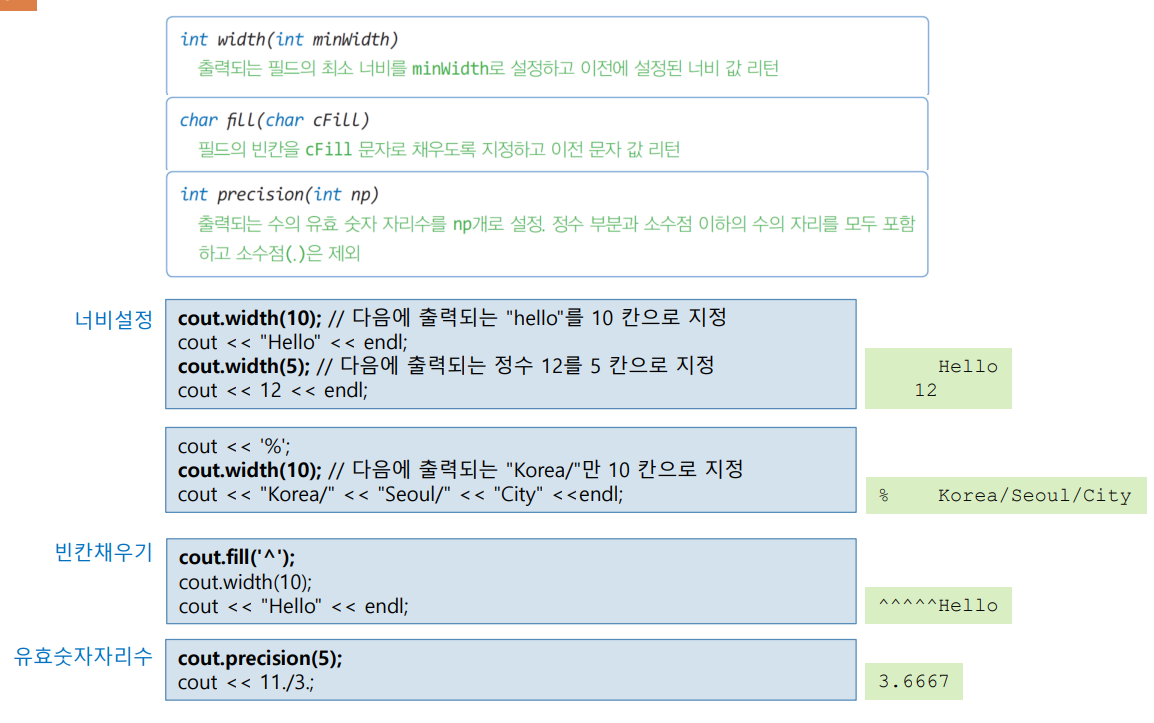 int width(int minWidth)
출력되는 필드의 최소 너비를 minWidth로 설정하고 이전에 설정된 너비 값 리턴
char fill(char cFill)
필드의 빈칸을 cFill 문자로 채우도록 지정하고 이전 문자 값 리턴
int precision(int np)
출력되는 수의 유효 숫자 자리수를 np개로 설정. 정수 부분과 소수점 이하의 수의 자리를 모두 포함
하고 소수점(.)은 제외
너비설정
cout.width(10); // 다음에 출력되는 "hello"를 10 칸으로 지정
cout << "Hello" << endl;
cout.width(5); // 다음에 출력되는 정수 12를 5 칸으로 지정
cout << 12 << endl;
Hello
12
cout << '%';
cout.width(10); // 다음에 출력되는 "Korea/"만 10 칸으로 지정
cout << "Korea/" << "Seoul/" << "City" <<endl;
%    Korea/Seoul/City
빈칸채우기
cout.fill('^');
cout.width(10);
cout << "Hello" << endl;
^^^^^Hello
유효숫자자리수
cout.precision(5);
cout << 11./3.;
3.6667